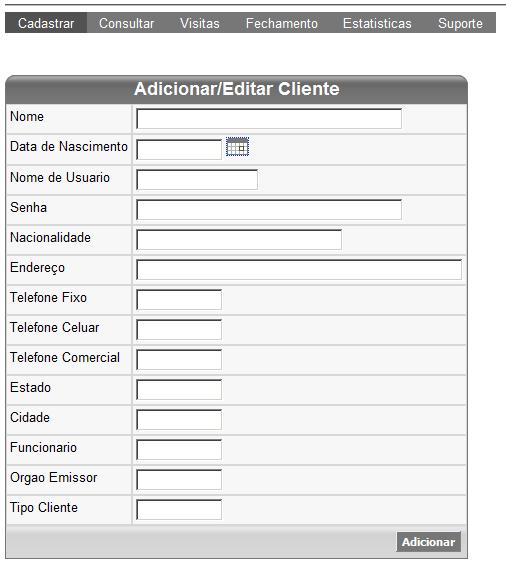 Cadastrar Consultar Visitas Fechamento Estatisticas Suporte
Adicionar/Editar Cliente
Nome
Data de Nascimento
Nome de Usuario
Senha
Nacionalidade
Endereço
Telefone Fixo
Telefone Celuar
Telefone Comercial
Estado
Cidade
Funcionario
Orgao Emissor
Tipo Cliente
Adicionar